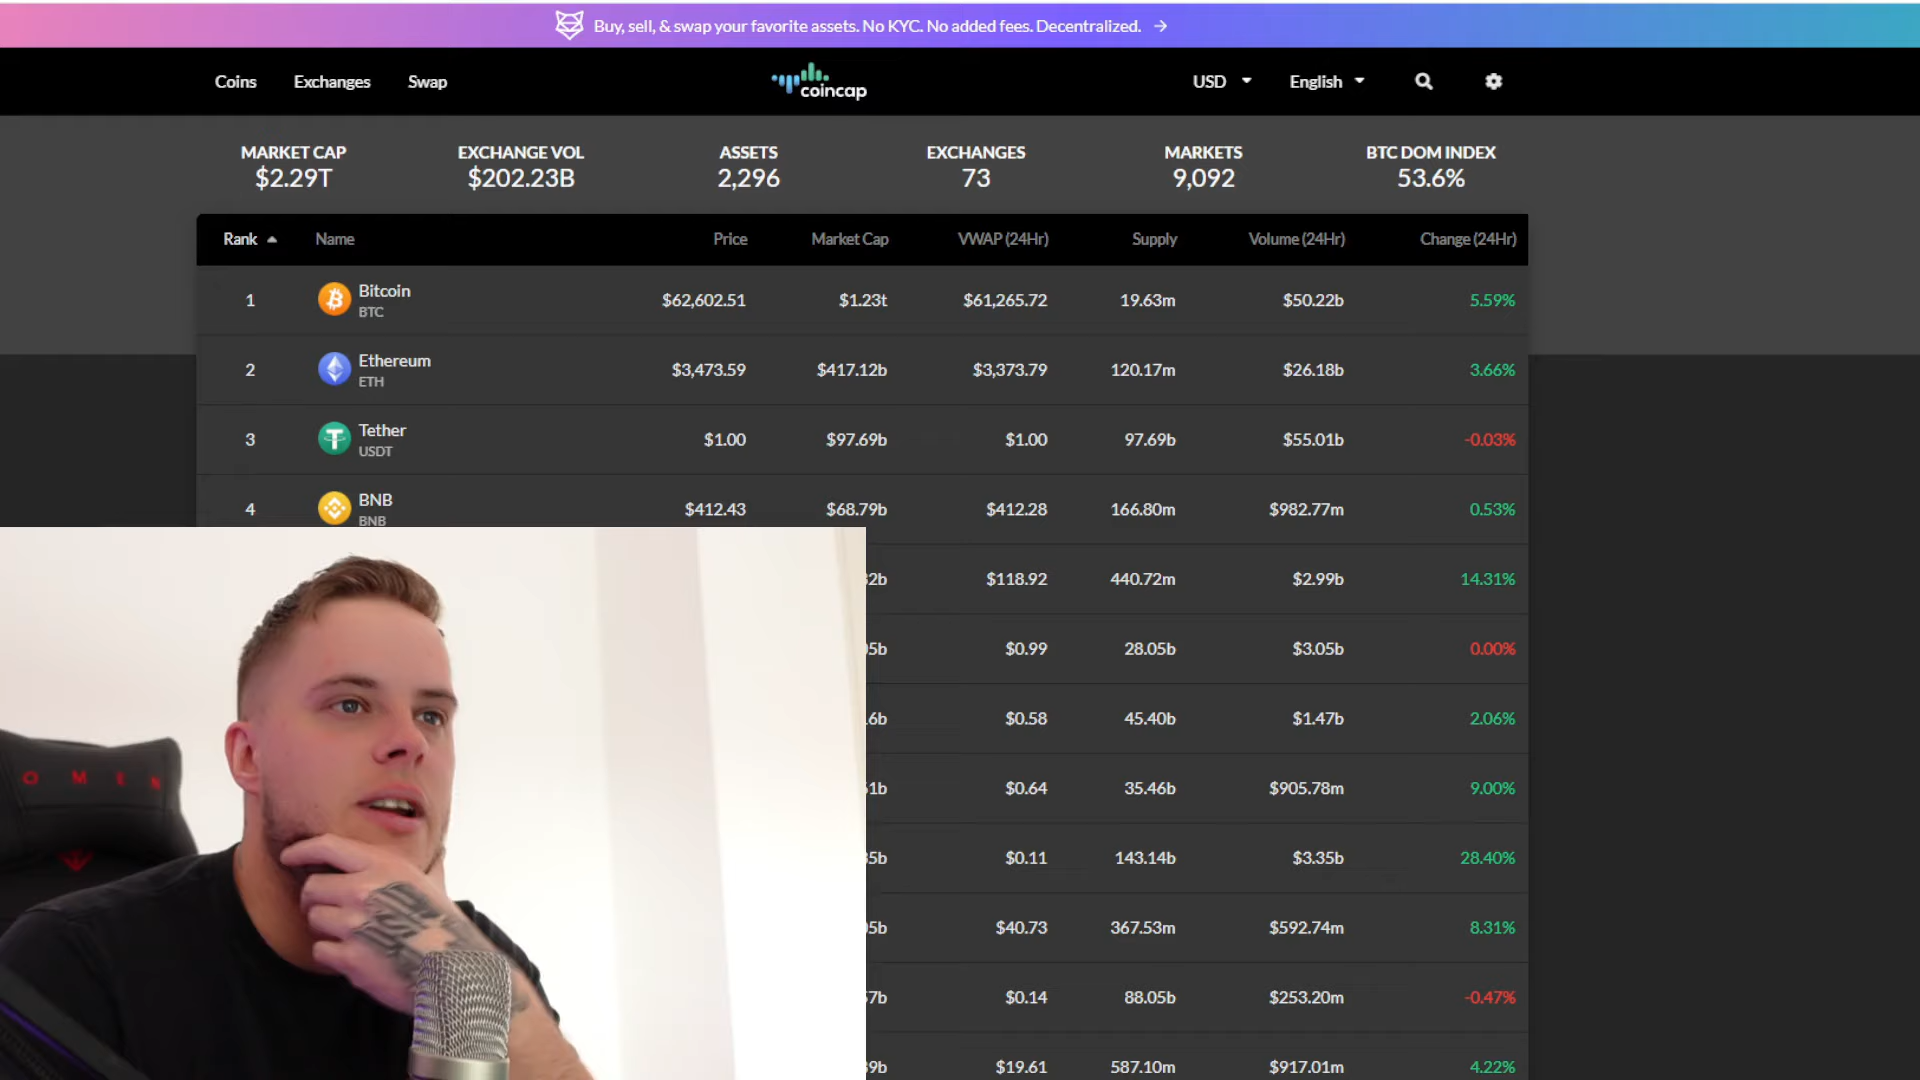 Buy, sell, & swap your favorite assets. No KYC. No added fees. Decentralized. →
Coins Exchanges Swap coincap USD English
MARKET CAP EXCHANGE VOL ASSETS EXCHANGES MARKETS BTC DOM INDEX
$2.29T $202.23B 2,296 73 9,092 53.6%
Rank Name Price Market Cap VWAP (24Hr) Supply Volume (24Hr) Change (24Hr)
1 Bitcoin BTC $62,602.51 $1.23t $61,265.72 19.63m $50.22b 5.59%
2 Ethereum ETH $3,473.59 $417.12b $3,373.79 120.17m $26.18b 3.66%
3 Tether USDT $1.00 $97.69b $1.00 97.69b $55.01b -0.03%
4 BNB BNB $412.43 $68.79b $412.28 166.80m $982.77m 0.53%
2b $118.92 440.72m $2.99b 14.31%
5b $0.99 28.05b $3.05b 0.00%
.6b $0.58 45.40b $1.47b 2.06%
1b $0.64 35.46b $905.78m 9.00%
5b $0.11 143.14b $3.35b 28.40%
5b $40.73 367.53m $592.74m 8.31%
7b $0.14 88.05b $253.20m -0.47%
9b $19.61 587.10m $917.01m 4.22%
OMEN